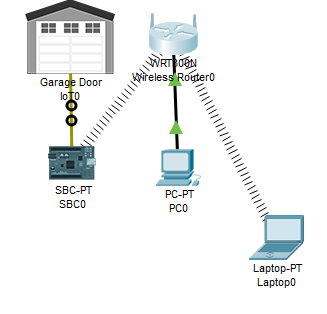 Garage Door
IoT0
WRT300N
Wireless Router0
SBC-PT
SBC0
PC-PT
PC0
Laptop-PT
Laptop0